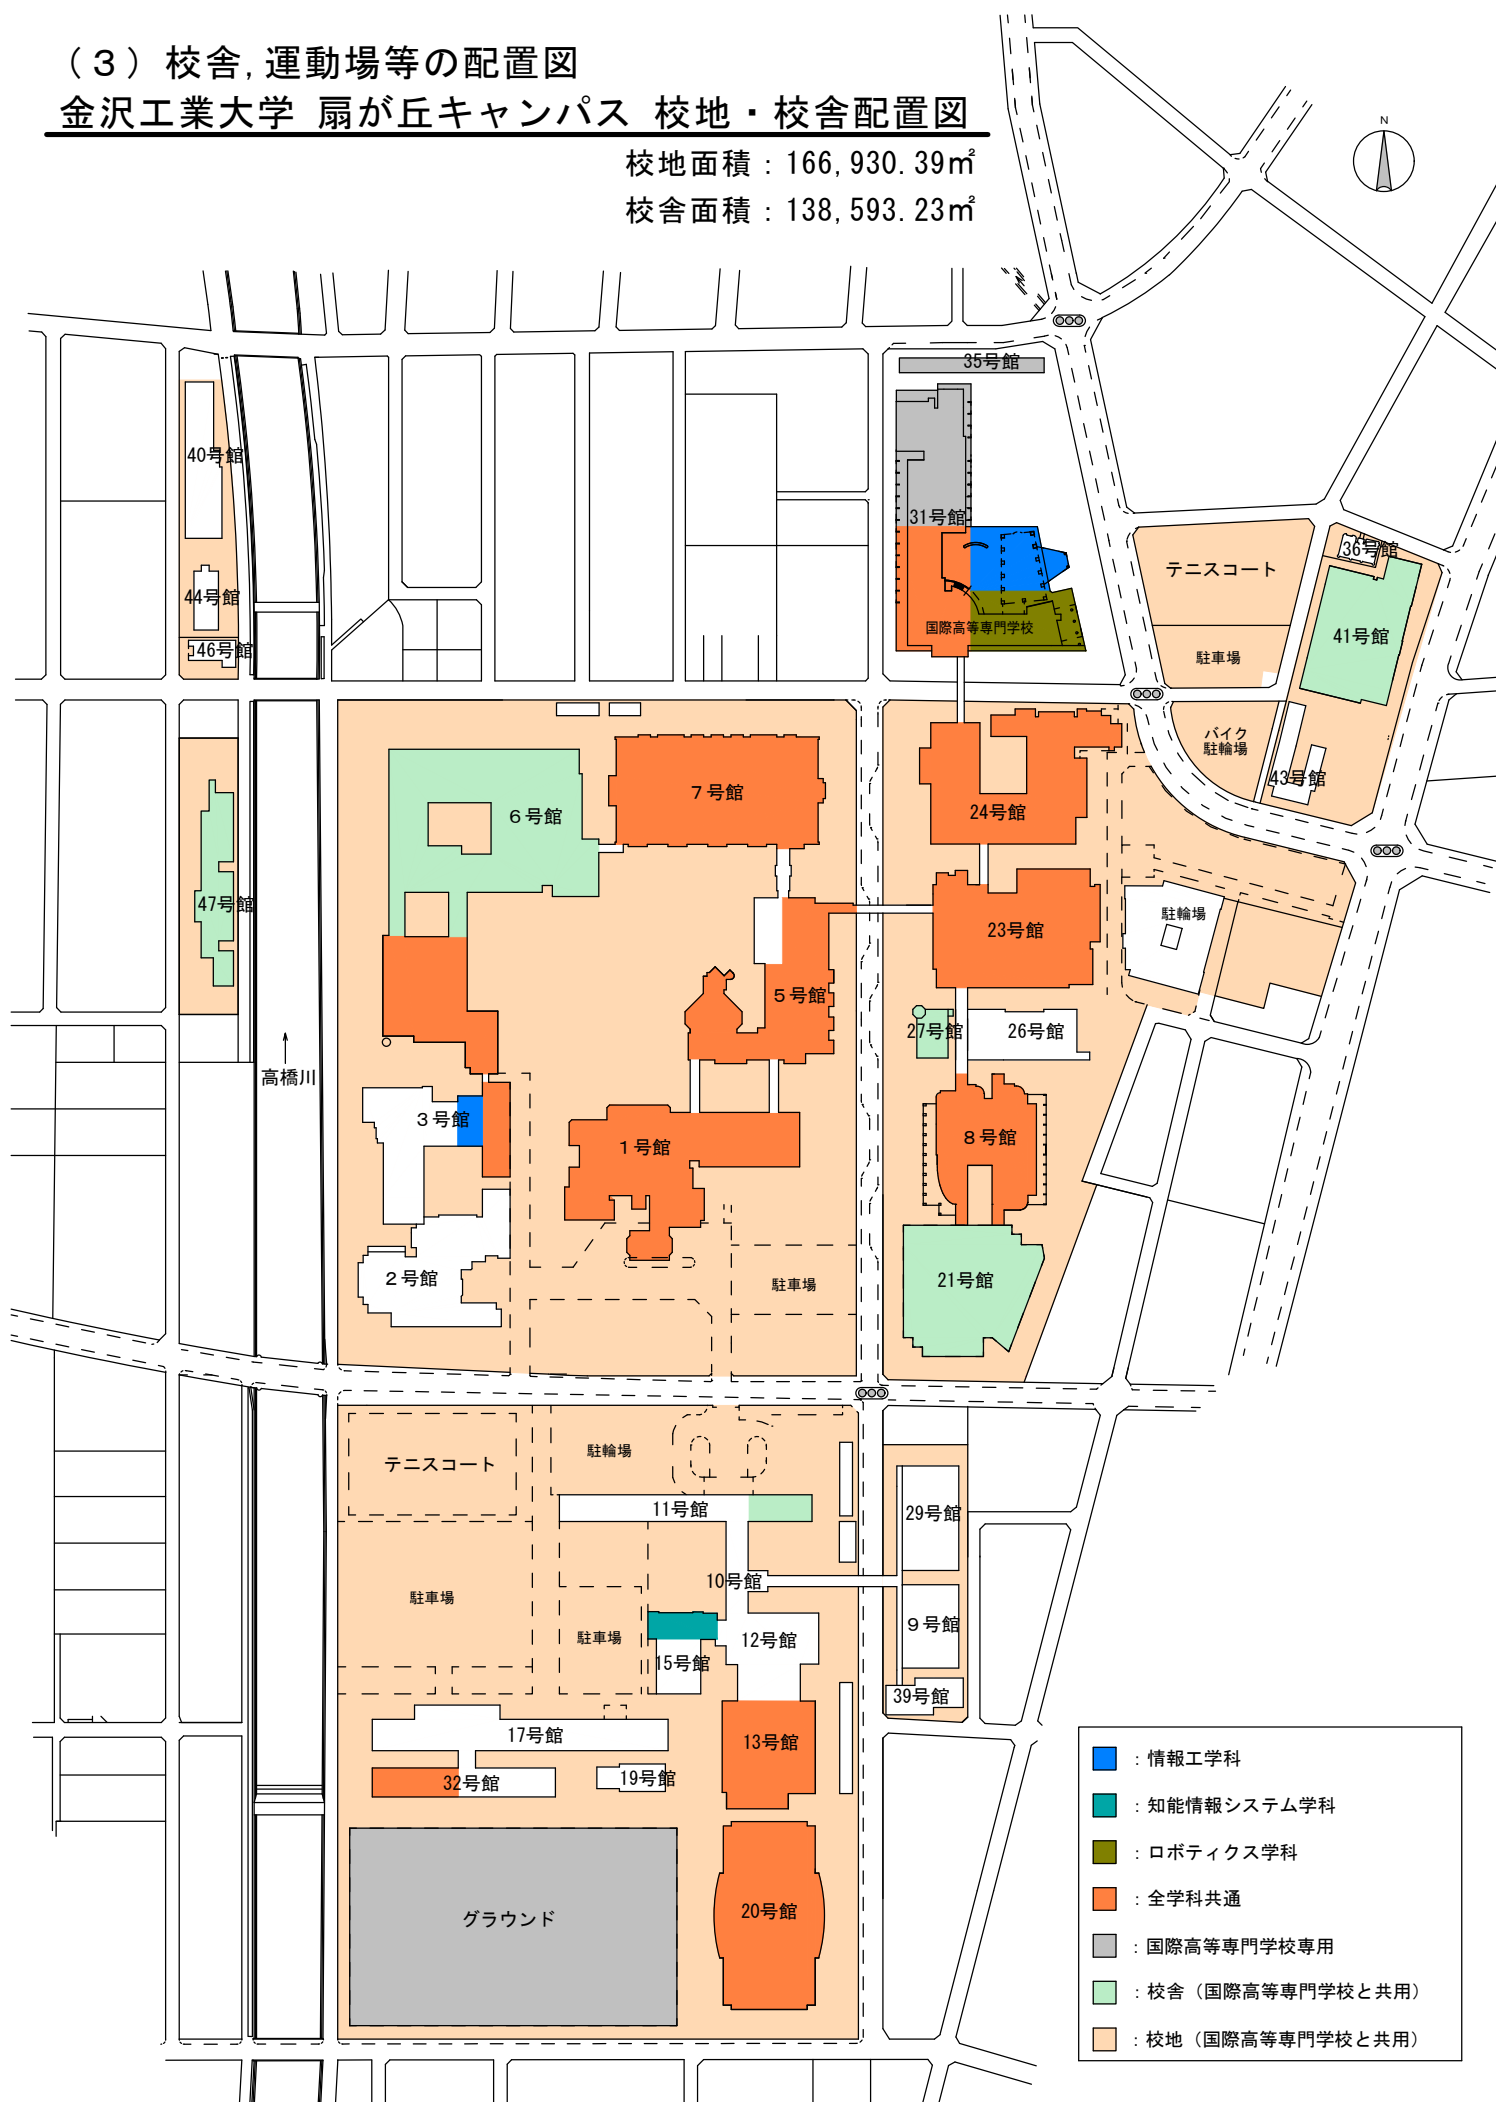 （３）校舎,運動場等の配置図
金沢工業大学 扇が丘キャンパス 校地・校舎配置図
校地面積：166,930.39㎡
校舎面積：138,593.23㎡
N
35号館
40号館
31号館
36号館
テニスコート
44号館
国際高等専門学校
41号館
46号館
駐車場
バイク
駐輪場
43号館
７号館
24号館
６号館
47号館
駐輪場
23号館
５号館
27号館
26号館
高橋川
３号館
１号館
８号館
２号館
21号館
駐車場
駐輪場
テニスコート
11号館
29号館
10号館
駐車場
９号館
駐車場
12号館
15号館
39号館
17号館
13号館
32号館
19号館
20号館
グラウンド
：情報工学科
：知能情報システム学科
：ロボティクス学科
：全学科共通
：国際高等専門学校専用
：校舎（国際高等専門学校と共用）
：校地（国際高等専門学校と共用）